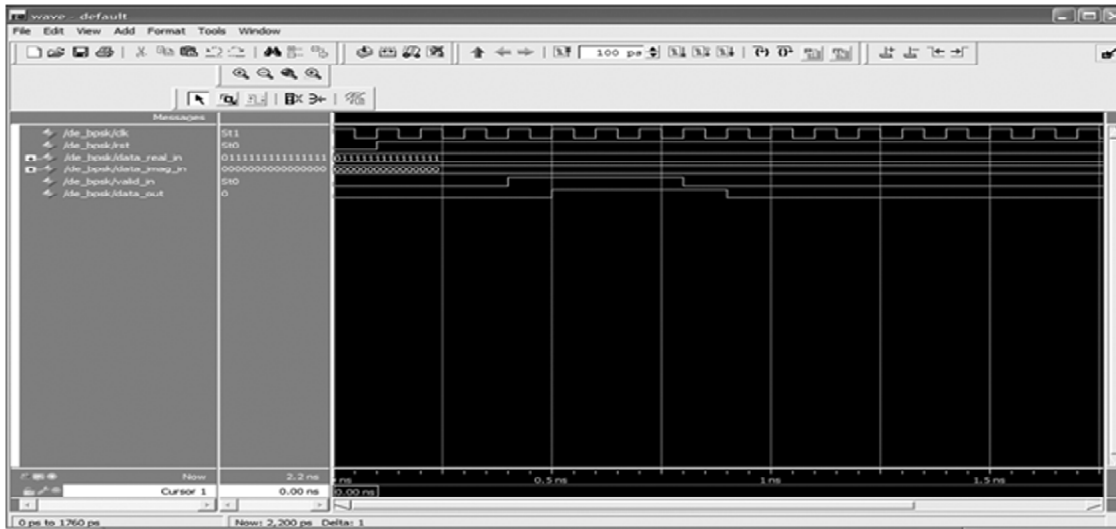 wave - default
File Edit View Add Format Tools Window
100 ps
Messages
/de_bpsk/clk St1
/de_bpsk/rst St0
/de_bpsk/data_real_in 0111111111111111 0111111111111111
/de_bpsk/data_imag_in 0000000000000000 0000000000000000
/de_bpsk/valid_in St0
/de_bpsk/data_out 0
Now 2.2 ns ns 0.5 ns 1 ns 1.5 ns
Cursor 1 0.00 ns 0.00 ns
0 ps to 1760 ps Now: 2,200 ps Delta: 1